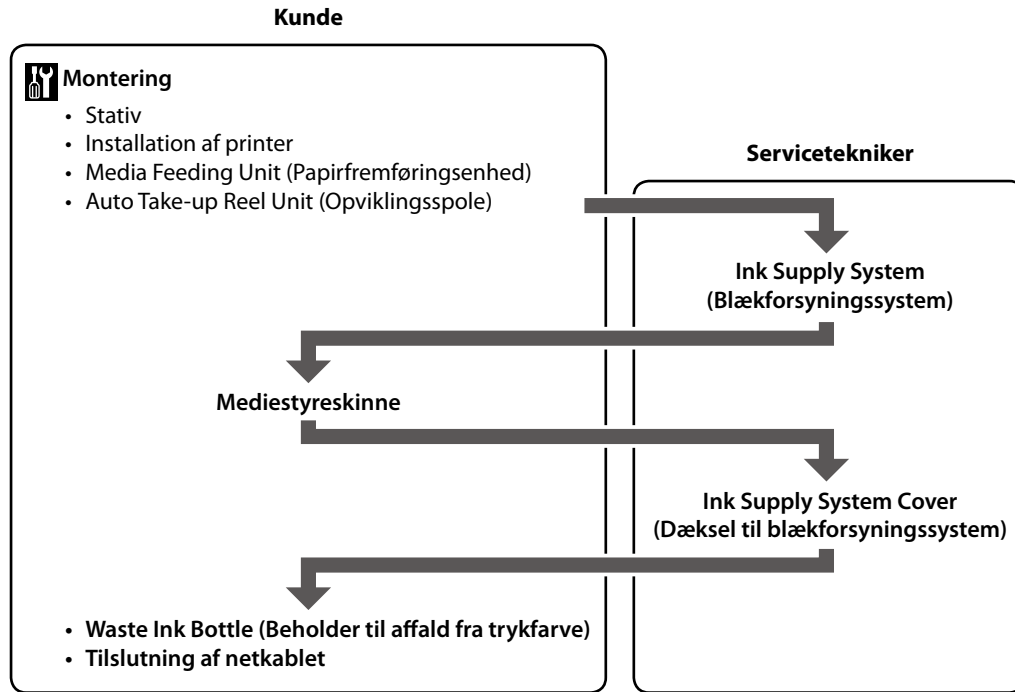 Kunde
Montering
• Stativ
• Installation af printer
• Media Feeding Unit (Papirfremføringsenhed)
• Auto Take-up Reel Unit (Opviklingsspole)
Servicetekniker
Ink Supply System
(Blækforsyningssystem)
Mediestyreskinne
Ink Supply System Cover
(Dæksel til blækforsyningssystem)
• Waste Ink Bottle (Beholder til affald fra trykfarve)
• Tilslutning af netkablet